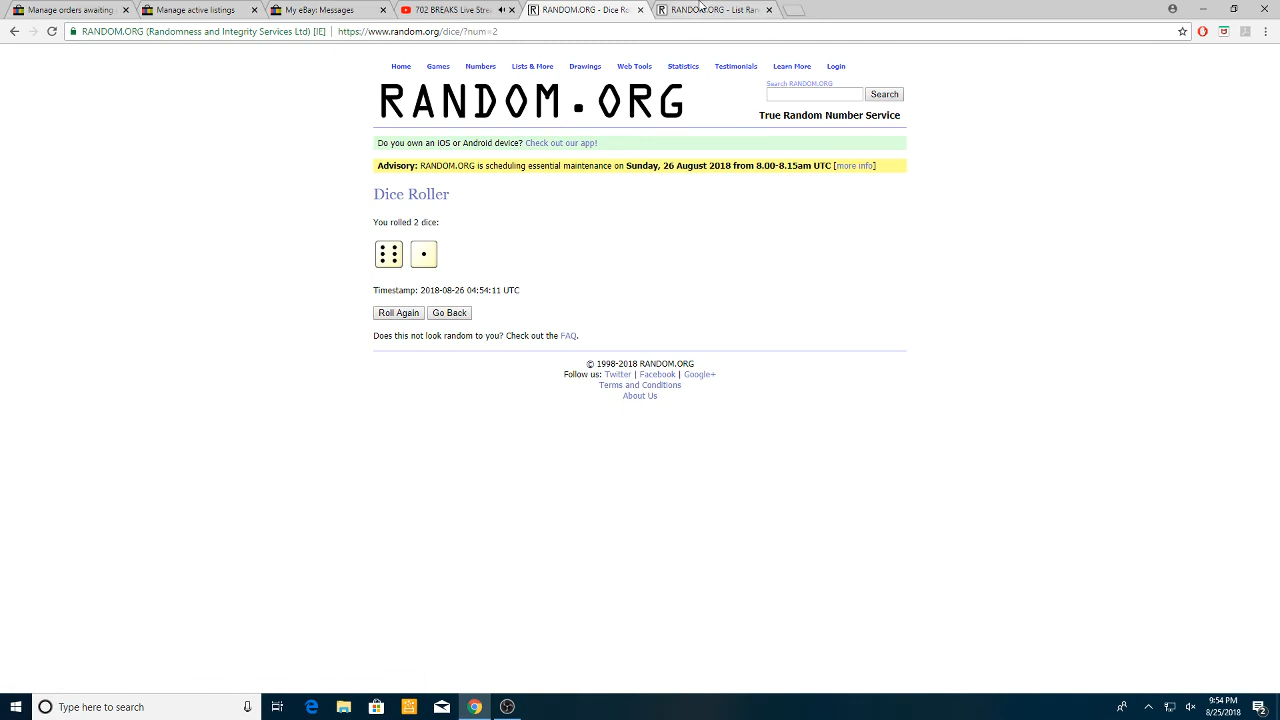 Manage orders awaiting
Manage active listings
My eBay: Messages
702 BREAKS Live Stre
RANDOM.ORG - Dice Ro
RANDOM.ORG - List Ran
RANDOM.ORG (Randomness and Integrity Services Ltd) [IE]
https://www.random.org/dice/?num=2
Home Games Numbers Lists & More Drawings Web Tools Statistics Testimonials Learn More Login
RANDOM.ORG
Search RANDOM.ORG
Search
True Random Number Service
Do you own an iOS or Android device? Check out our app!
Advisory: RANDOM.ORG is scheduling essential maintenance on Sunday, 26 August 2018 from 8.00-8.15am UTC [more info]
Dice Roller
You rolled 2 dice:
Timestamp: 2018-08-26 04:54:11 UTC
Roll Again Go Back
Does this not look random to you? Check out the FAQ.
© 1998-2018 RANDOM.ORG
Follow us: Twitter | Facebook | Google+
Terms and Conditions
About Us
Type here to search
9:54 PM
8/25/2018
2